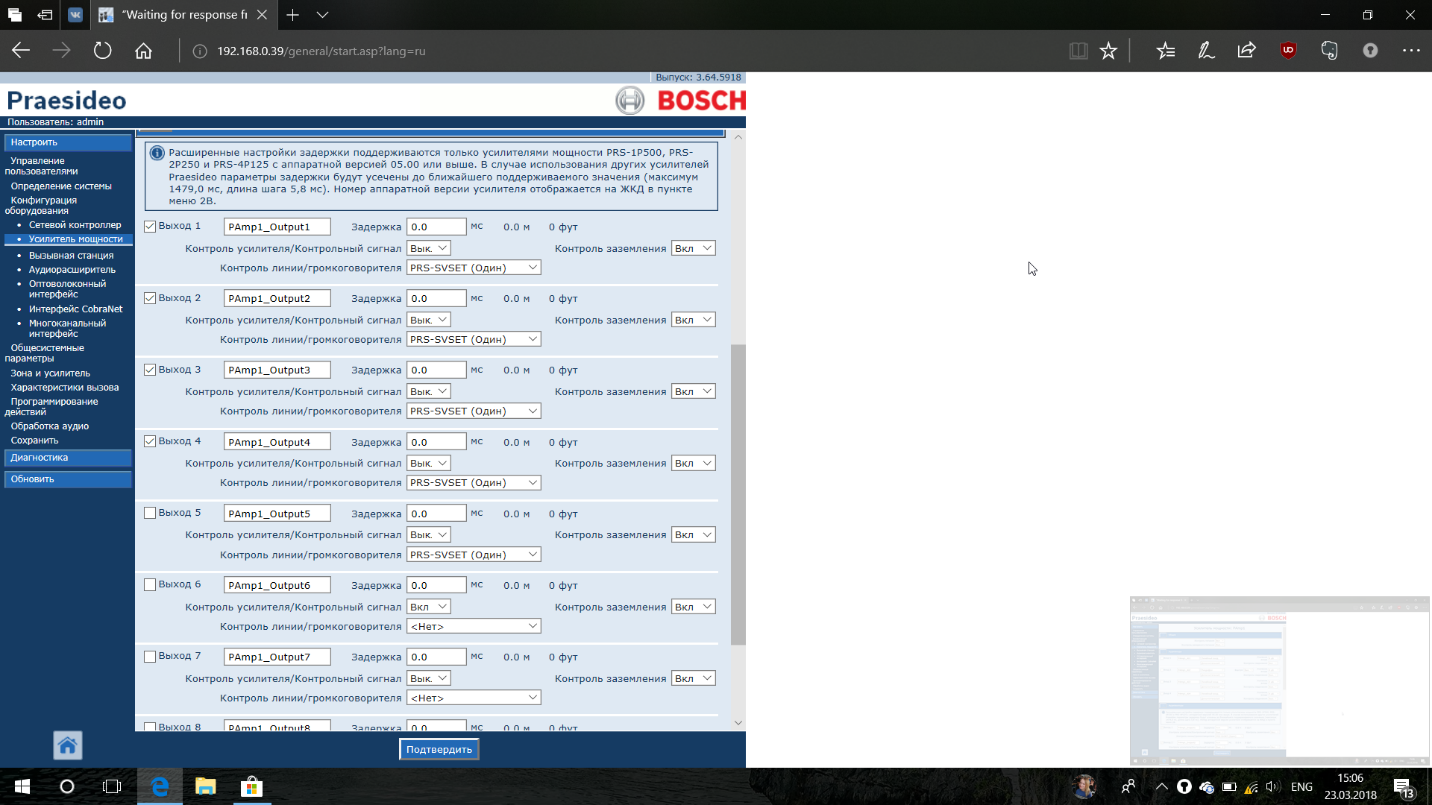 "Waiting for response fr
192.168.0.39/general/start.asp?lang=ru
Выпуск: 3.64.5918
Praesideo
BOSCH
Пользователь: admin
Настроить
Управление
пользователями
Определение системы
Конфигурация
оборудования
Сетевой контроллер
Усилитель мощности
Вызывная станция
Аудиорасширитель
Оптоволоконный
интерфейс
Интерфейс CobraNet
Многоканальный
интерфейс
Общесистемные
параметры
Зона и усилитель
Характеристики вызова
Программирование
действий
Обработка аудио
Сохранить
Диагностика
Обновить
Расширенные настройки задержки поддерживаются только усилителями мощности PRS-1P500, PRS-
2P250 и PRS-4P125 с аппаратной версией 05.00 или выше. В случае использования других усилителей
Praesideo параметры задержки будут усечены до ближайшего поддерживаемого значения (максимум
1479,0 мс, длина шага 5,8 мс). Номер аппаратной версии усилителя отображается на ЖКД в пункте
меню 2B.
Выход 1 PAmp1_Output1 Задержка 0.0 мс 0.0 м 0 фут
Контроль усилителя/Контрольный сигнал Вык. Контроль заземления Вкл
Контроль линии/громкоговорителя PRS-SVSET (Один)
Выход 2 PAmp1_Output2 Задержка 0.0 мс 0.0 м 0 фут
Контроль усилителя/Контрольный сигнал Вык. Контроль заземления Вкл
Контроль линии/громкоговорителя PRS-SVSET (Один)
Выход 3 PAmp1_Output3 Задержка 0.0 мс 0.0 м 0 фут
Контроль усилителя/Контрольный сигнал Вык. Контроль заземления Вкл
Контроль линии/громкоговорителя PRS-SVSET (Один)
Выход 4 PAmp1_Output4 Задержка 0.0 мс 0.0 м 0 фут
Контроль усилителя/Контрольный сигнал Вык. Контроль заземления Вкл
Контроль линии/громкоговорителя PRS-SVSET (Один)
Выход 5 PAmp1_Output5 Задержка 0.0 мс 0.0 м 0 фут
Контроль усилителя/Контрольный сигнал Вык. Контроль заземления Вкл
Контроль линии/громкоговорителя PRS-SVSET (Один)
Выход 6 PAmp1_Output6 Задержка 0.0 мс 0.0 м 0 фут
Контроль усилителя/Контрольный сигнал Вкл Контроль заземления Вкл
Контроль линии/громкоговорителя <Нет>
Выход 7 PAmp1_Output7 Задержка 0.0 мс 0.0 м 0 фут
Контроль усилителя/Контрольный сигнал Вык. Контроль заземления Вкл
Контроль линии/громкоговорителя <Нет>
Выход 8 PAmp1_Output8 Задержка 0.0 мс 0.0 м 0 фут
Подтвердить
Praesideo BOSCH
ENG
15:06
23.03.2018
13